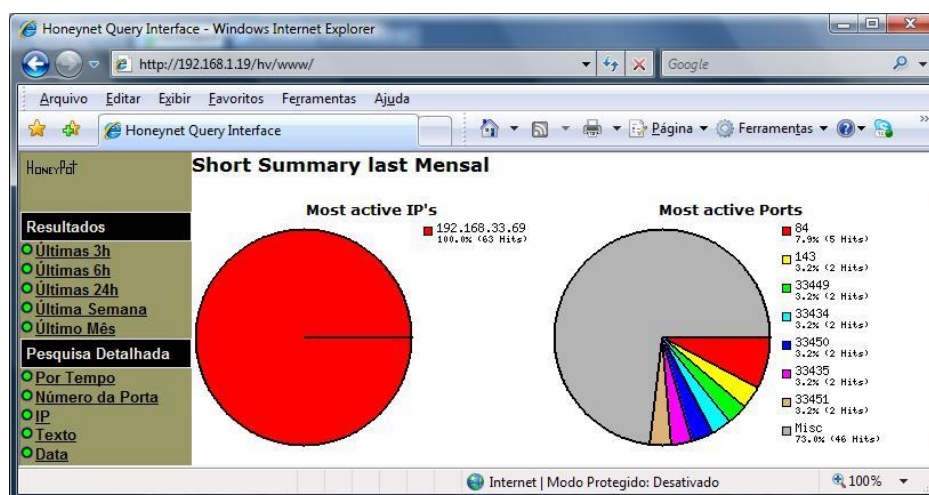 Honeynet Query Interface - Windows Internet Explorer
http://192.168.1.19/hv/www/
Google
Arquivo Editar Exibir Favoritos Ferramentas Ajuda
Honeynet Query Interface
Página
Ferramentas
HoneyPot
Resultados
Últimas 3h
Últimas 6h
Últimas 24h
Última Semana
Último Mês
Pesquisa Detalhada
Por Tempo
Número da Porta
IP
Texto
Data
Short Summary last Mensal
Most active IP's
192.168.33.69
100.0% (63 Hits)
Most active Ports
84
7.9% (5 Hits)
143
3.2% (2 Hits)
33449
3.2% (2 Hits)
33434
3.2% (2 Hits)
33450
3.2% (2 Hits)
33435
3.2% (2 Hits)
33451
3.2% (2 Hits)
Misc
73.0% (46 Hits)
Internet | Modo Protegido: Desativado
100%